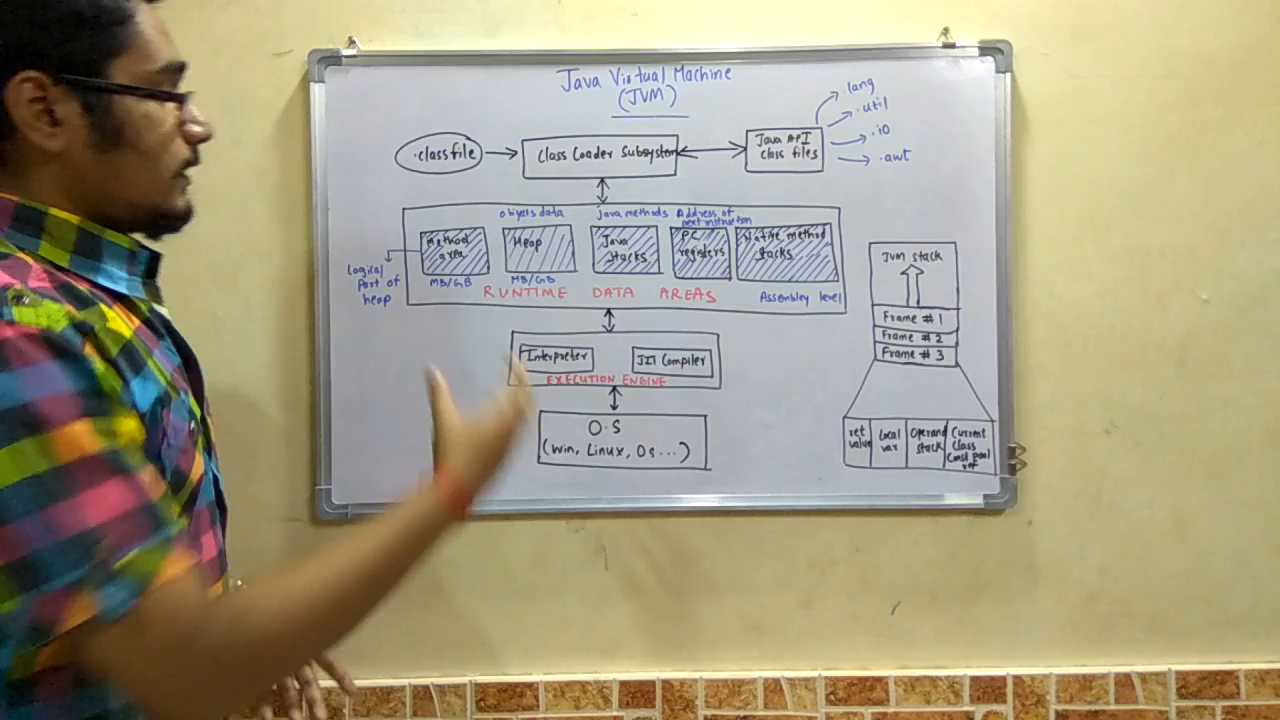 Java Virtual Machine
(JVM)
.lang
.util
.io
.awt
.classfile
Class Loader Subsystem
Java API
class files
objects data
java methods
Address of
next instruction
Method
area
Heap
Java
Stacks
PC
registers
Native method
Stacks
Logical
Part of
heap
MB/GB
MB/GB
RUNTIME DATA AREAS
Assembly level
Interpreter
JIT Compiler
EXECUTION ENGINE
O.S
(Win, Linux, Os...)
Jvm stack
Frame #1
Frame #2
Frame #3
ret
value
Local
var
Operand
stack
Current
Class
Const pool
ref